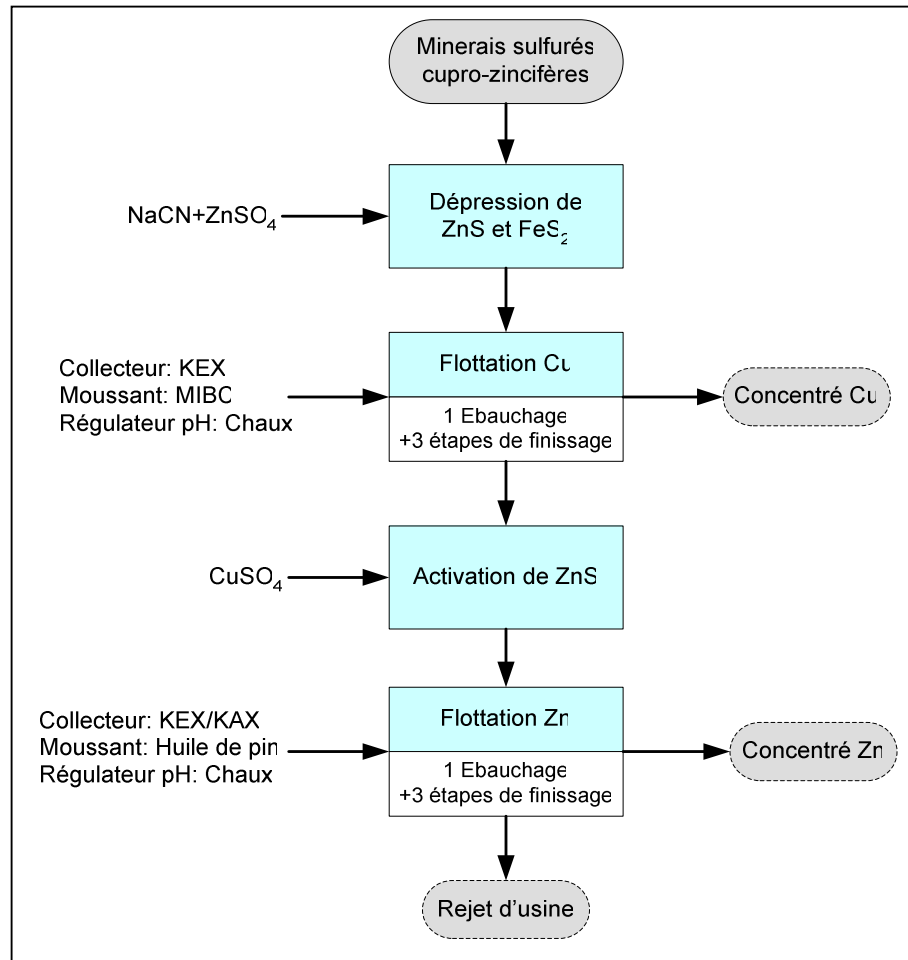 Minerais sulfurés
cupro-zincifères
NaCN+ZnSO₄
Dépression de
ZnS et FeS₂
Collecteur: KEX
Moussant: MIBC
Régulateur pH: Chaux
Flottation Cu
1 Ebauchage
+3 étapes de finissage
Concentré Cu
CuSO₄
Activation de ZnS
Collecteur: KEX/KAX
Moussant: Huile de pin
Régulateur pH: Chaux
Flottation Zn
1 Ebauchage
+3 étapes de finissage
Concentré Zn
Rejet d'usine